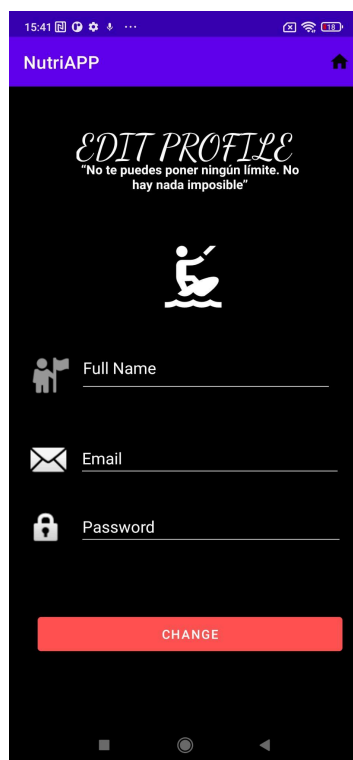 15:41
18
NutriAPP
EDIT PROFILE
“No te puedes poner ningún límite. No
hay nada imposible”
Full Name
Email
Password
CHANGE